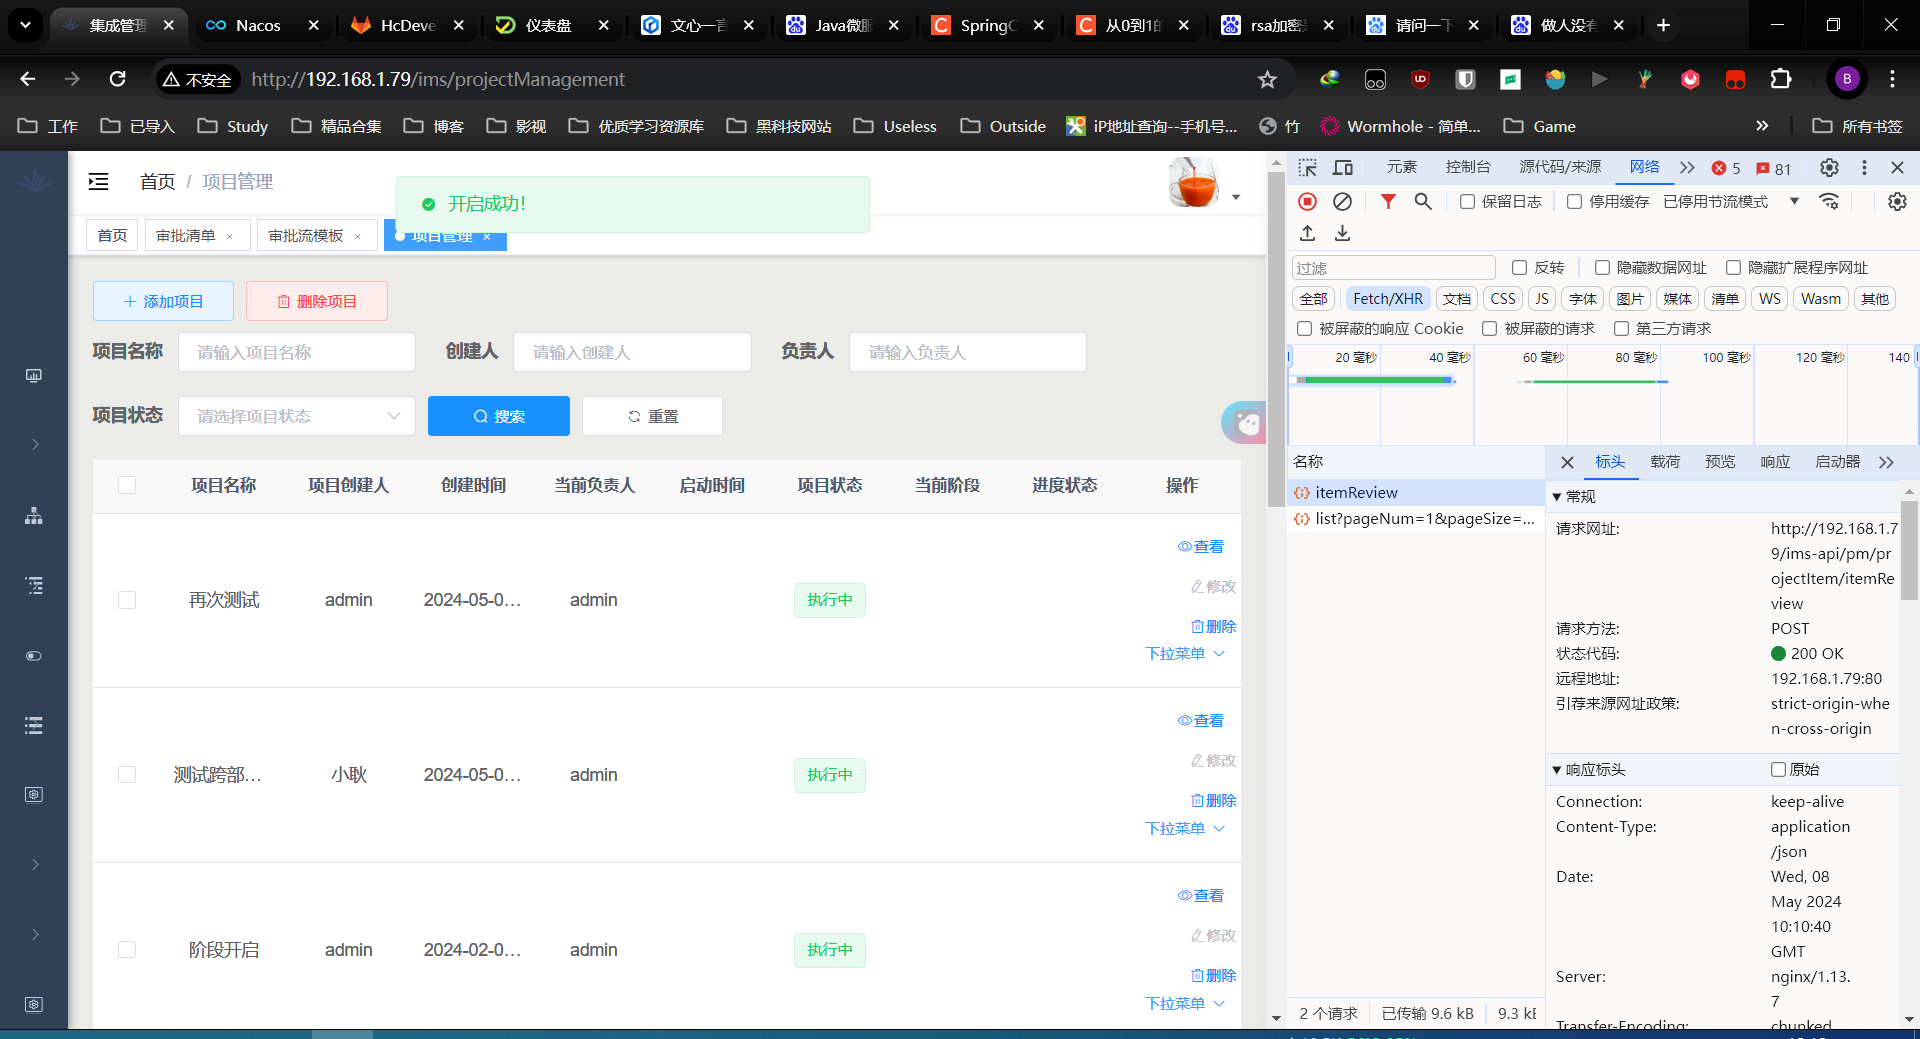 集成管理
Nacos
HcDeve
仪表盘
文心一言
Java微服
SpringC
从0到1的
rsa加密
请问一下
做人没有
不安全
http://192.168.1.79/ims/projectManagement
B
工作
已导入
Study
精品合集
博客
影视
优质学习资源库
黑科技网站
Useless
Outside
iP地址查询--手机号...
竹
Wormhole - 简单...
Game
所有书签
首页 / 项目管理
开启成功!
首页
审批清单 ×
审批流模板 ×
项目管理 ×
添加项目
删除项目
项目名称
请输入项目名称
创建人
请输入创建人
负责人
请输入负责人
项目状态
请选择项目状态
搜索
重置
项目名称 项目创建人 创建时间 当前负责人 启动时间 项目状态 当前阶段 进度状态 操作
再次测试 admin 2024-05-0... admin 执行中
查看
修改
删除
下拉菜单
测试跨部... 小耿 2024-05-0... admin 执行中
查看
修改
删除
下拉菜单
阶段开启 admin 2024-02-0... admin 执行中
查看
修改
删除
下拉菜单
元素
控制台
源代码/来源
网络
5
81
保留日志
停用缓存
已停用节流模式
过滤
反转
隐藏数据网址
隐藏扩展程序网址
全部
Fetch/XHR
文档
CSS
JS
字体
图片
媒体
清单
WS
Wasm
其他
被屏蔽的响应 Cookie
被屏蔽的请求
第三方请求
20 毫秒
40 毫秒
60 毫秒
80 毫秒
100 毫秒
120 毫秒
140
名称
itemReview
list?pageNum=1&pageSize=...
标头
载荷
预览
响应
启动器
常规
请求网址:
http://192.168.1.7
9/ims-api/pm/pr
ojectItem/itemRe
view
请求方法:
POST
状态代码:
200 OK
远程地址:
192.168.1.79:80
引荐来源网址政策:
strict-origin-whe
n-cross-origin
响应标头
原始
Connection:
keep-alive
Content-Type:
application
/json
Date:
Wed, 08
May 2024
10:10:40
GMT
Server:
nginx/1.13.
7
Transfer-Encoding:
chunked
2 个请求
已传输 9.6 kB
9.3 kB